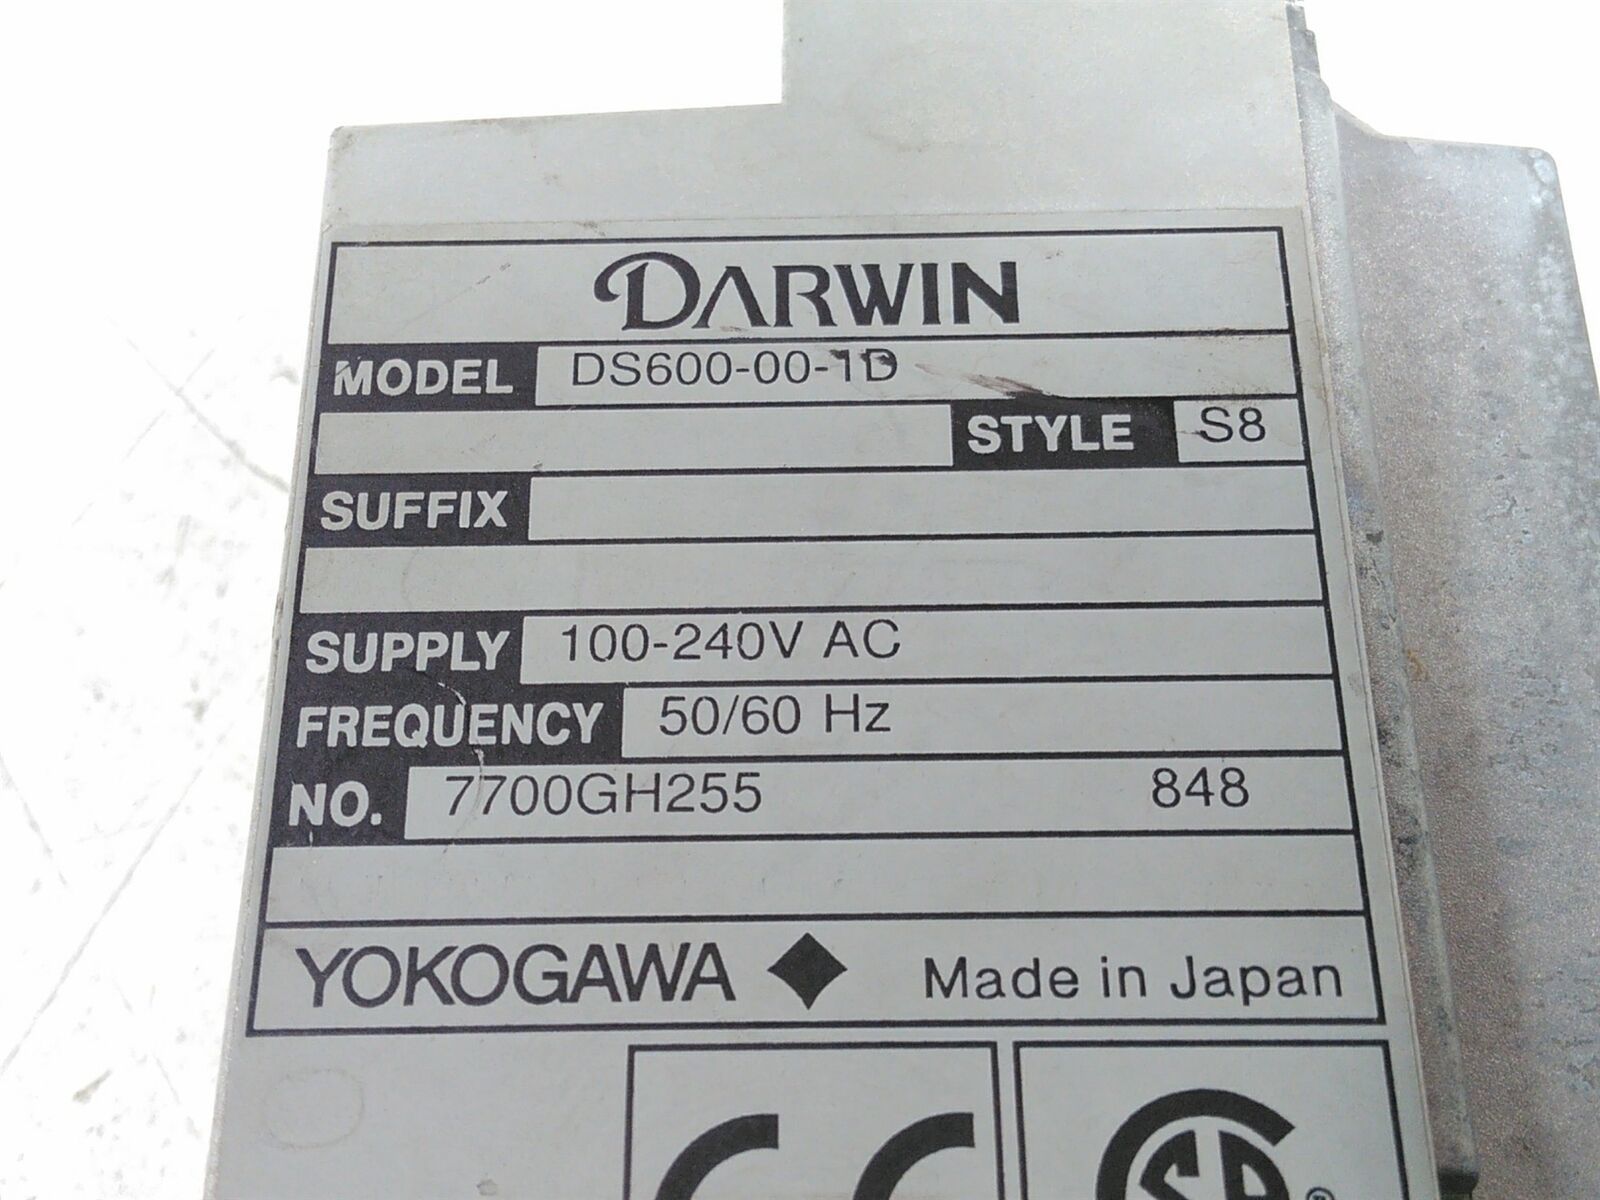 DARWIN
MODEL DS600-00-1D
STYLE S8
SUFFIX
SUPPLY 100-240V AC
FREQUENCY 50/60 Hz
NO. 7700GH255 848
YOKOGAWA ◆ Made in Japan
CE
®